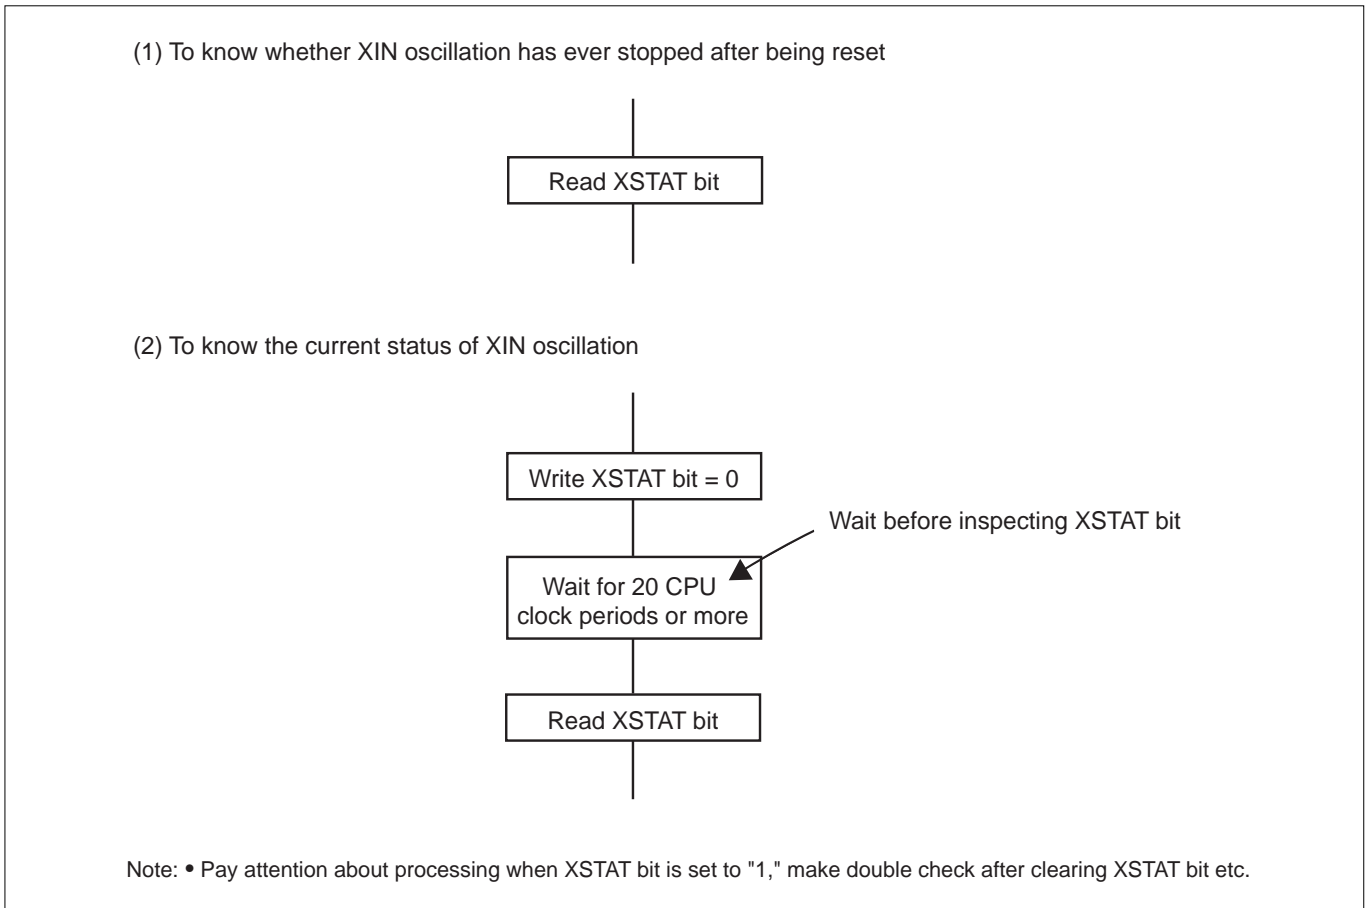 (1) To know whether XIN oscillation has ever stopped after being reset
Read XSTAT bit
(2) To know the current status of XIN oscillation
Write XSTAT bit = 0
Wait before inspecting XSTAT bit
Wait for 20 CPU
clock periods or more
Read XSTAT bit
Note: • Pay attention about processing when XSTAT bit is set to "1," make double check after clearing XSTAT bit etc.